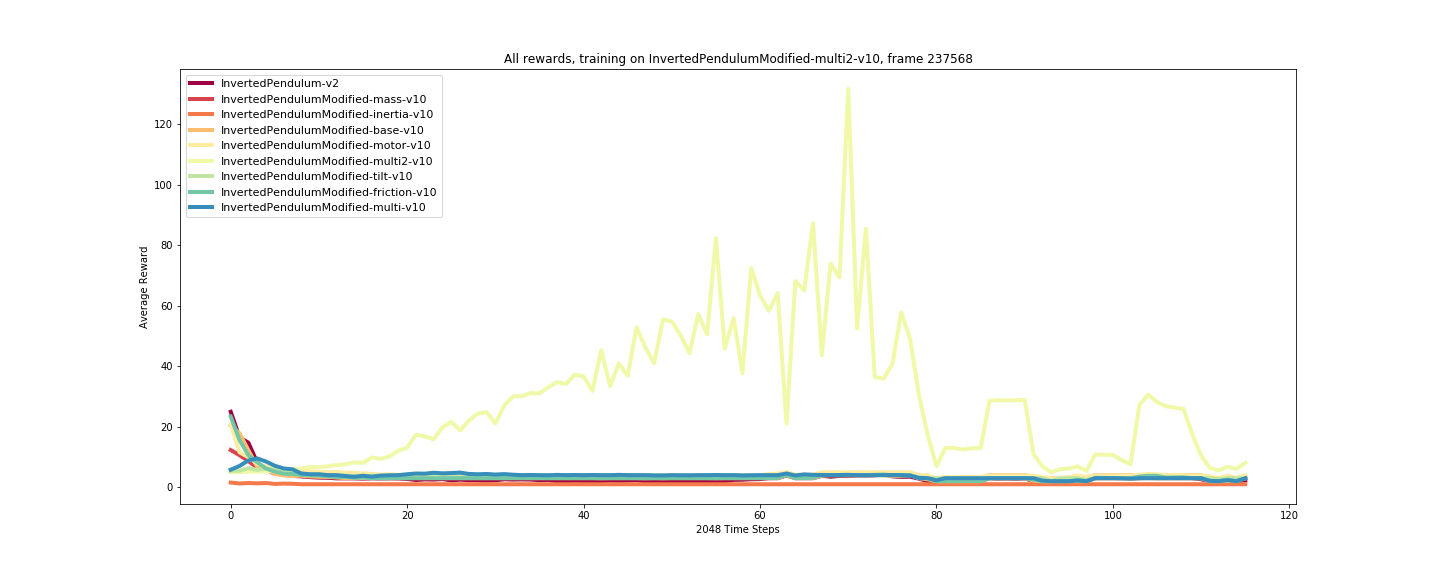 All rewards, training on InvertedPendulumModified-multi2-v10, frame 237568
InvertedPendulum-v2
InvertedPendulumModified-mass-v10
InvertedPendulumModified-inertia-v10
InvertedPendulumModified-base-v10
InvertedPendulumModified-motor-v10
InvertedPendulumModified-multi2-v10
InvertedPendulumModified-tilt-v10
InvertedPendulumModified-friction-v10
InvertedPendulumModified-multi-v10
Average Reward
120
100
80
60
40
20
0
0 20 40 60 80 100 120
2048 Time Steps